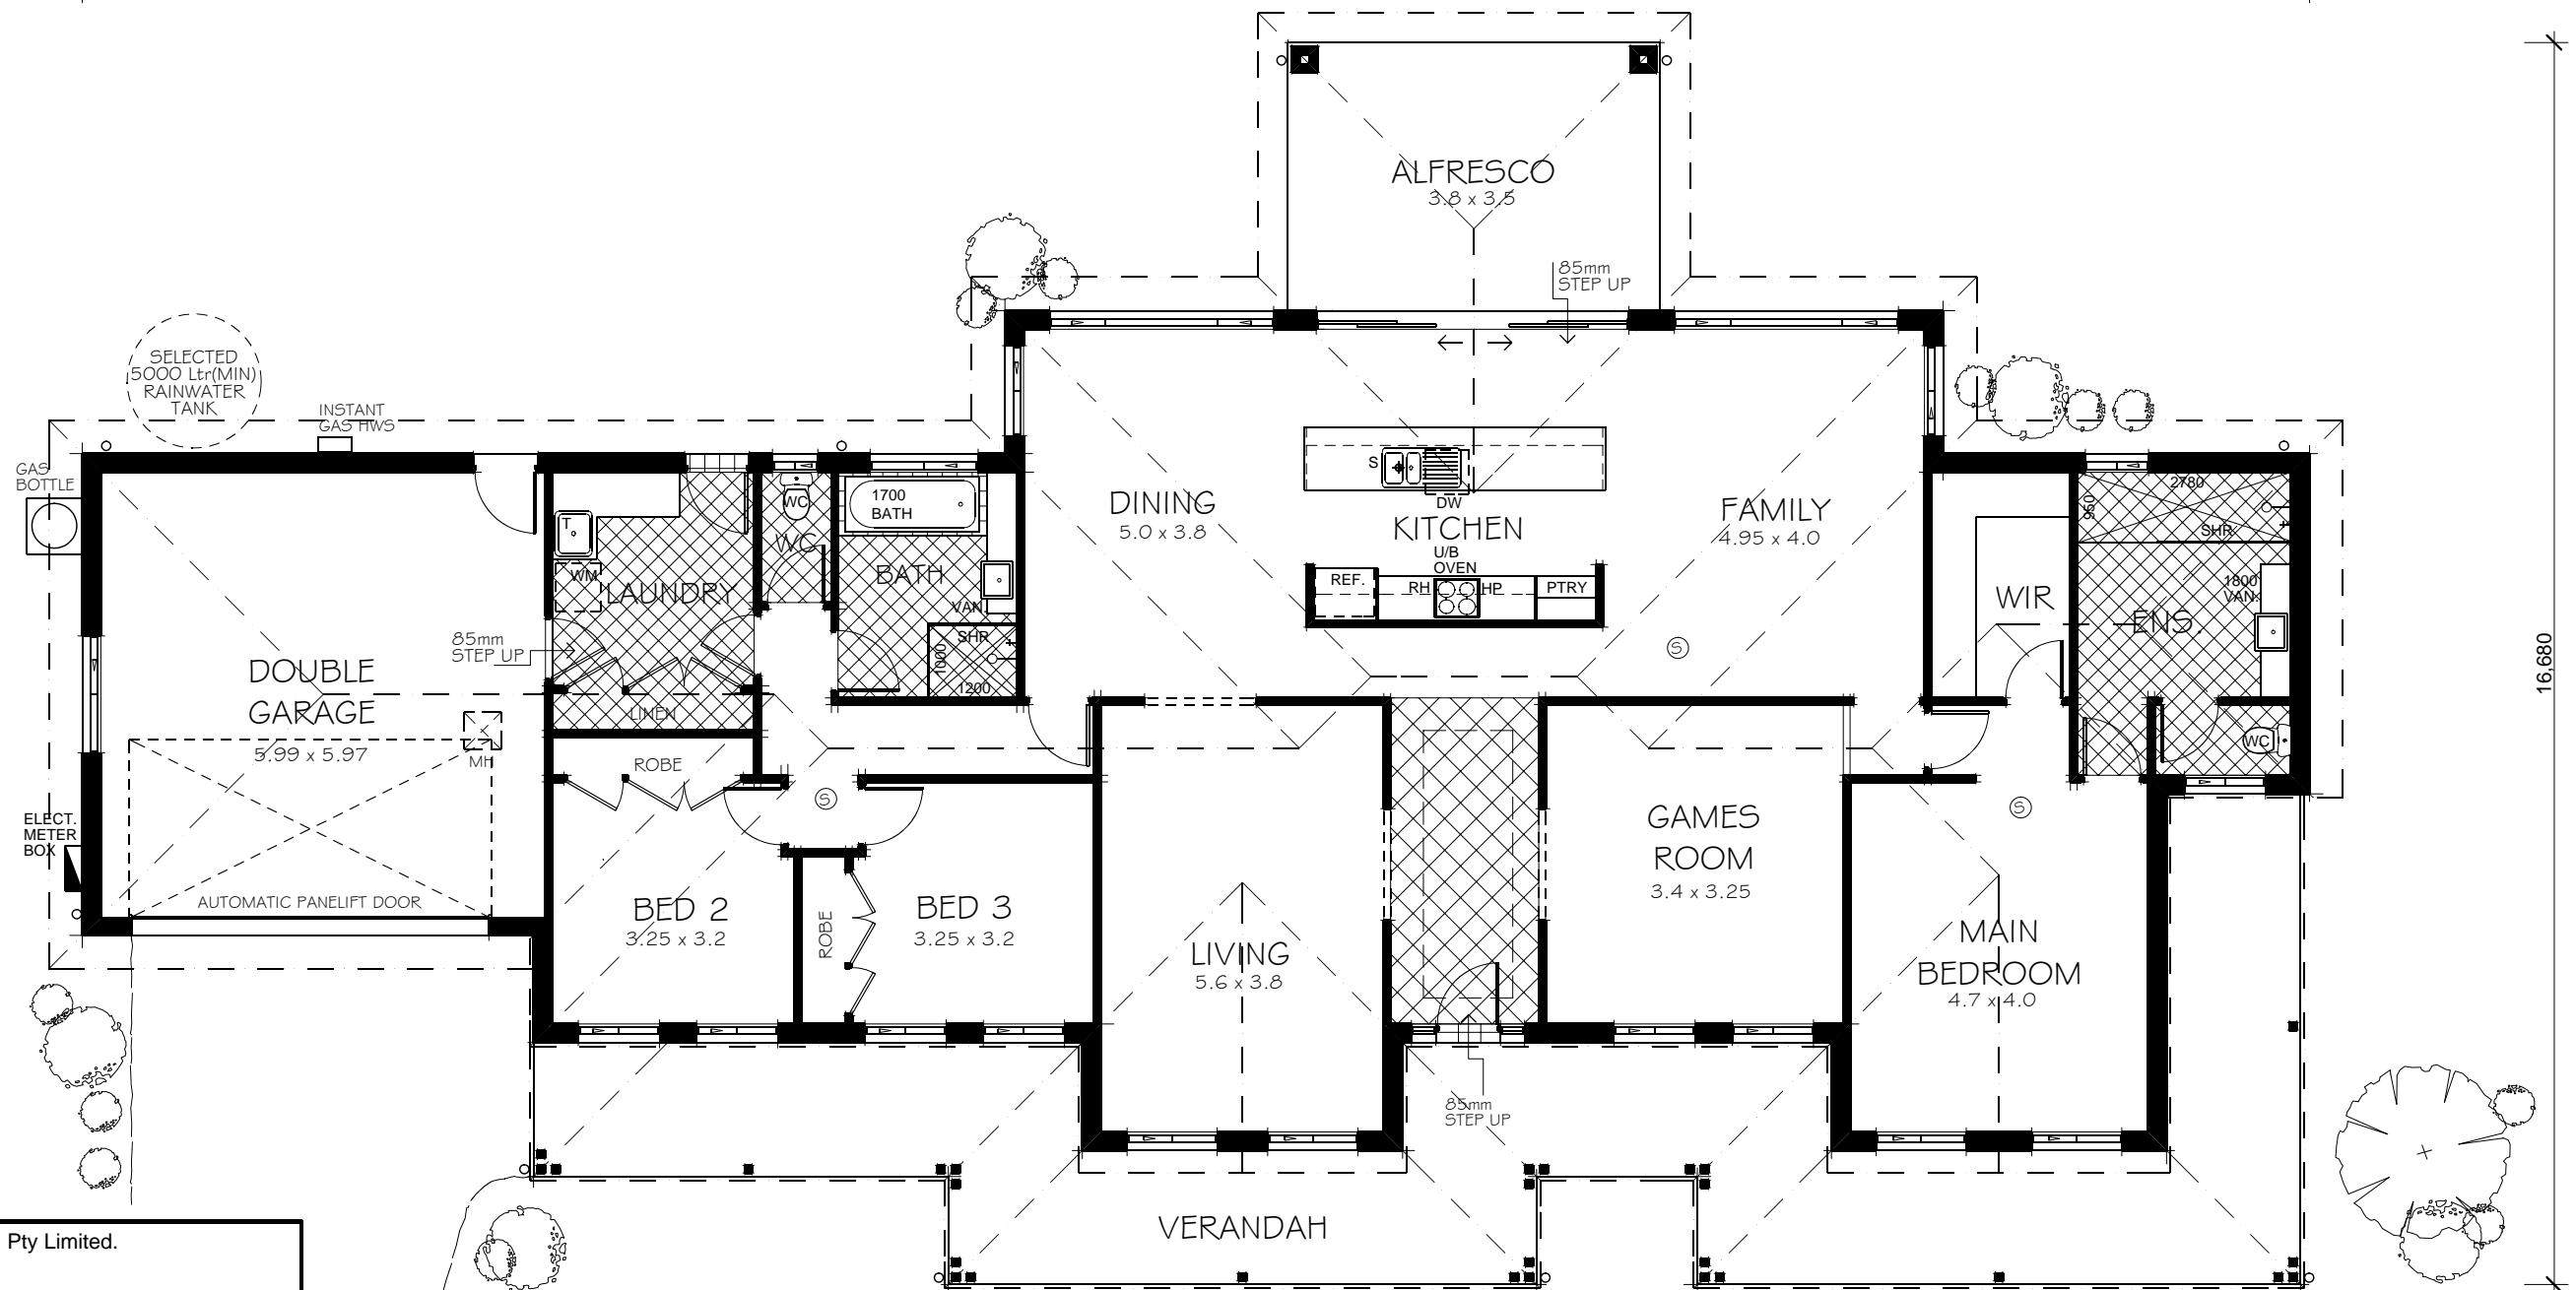 ALFRESCO
3.8 x 3.5
85mm
STEP UP
SELECTED
5000 Ltr(MIN)
RAINWATER
TANK
INSTANT
GAS HWS
GAS
BOTTLE
1700
BATH
WC
WC
T
WM
LAUNDRY
BATH
VAN.
SHR
1000
1200
LINEN
85mm
STEP UP
DOUBLE
GARAGE
5.99 x 5.97
MH
ELECT.
METER
BOX
AUTOMATIC PANELIFT DOOR
DINING
5.0 x 3.8
S
DW
KITCHEN
U/B
OVEN
REF.
RH
HP
PTRY
FAMILY
4.95 x 4.0
S
WIR
2780
950
SHR
1800
VAN.
ENS.
WC
16,680
ROBE
S
BED 2
3.25 x 3.2
ROBE
BED 3
3.25 x 3.2
LIVING
5.6 x 3.8
GAMES
ROOM
3.4 x 3.25
S
MAIN
BEDROOM
4.7 x 4.0
85mm
STEP UP
VERANDAH
Pty Limited.